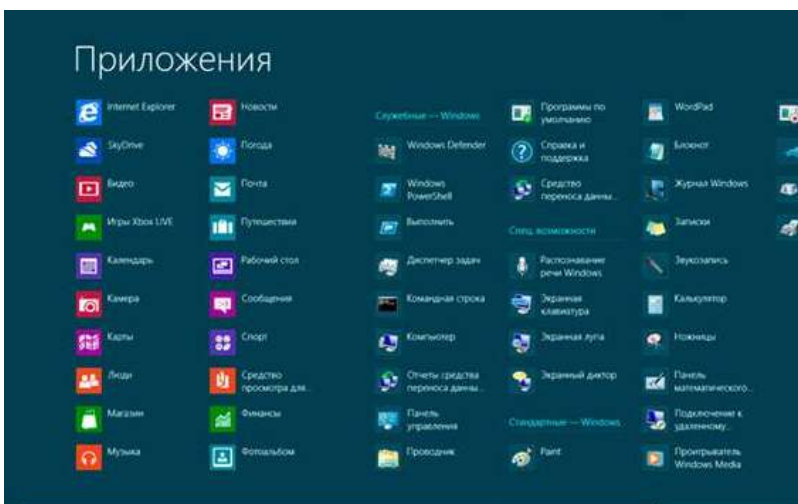 Приложения
Internet Explorer
SkyDrive
Видео
Игры Xbox LIVE
Календарь
Камера
Карты
Люди
Магазин
Музыка
Новости
Погода
Почта
Путешествия
Рабочий стол
Сообщения
Спорт
Средство
просмотра для...
Финансы
Фотоальбом
Служебные — Windows
Windows Defender
Windows
PowerShell
Выполнить
Диспетчер задач
Командная строка
Компьютер
Отчеты средства
переноса данны...
Панель
управления
Проводник
Программы по
умолчанию
Справка и
поддержка
Средство
переноса данны...
Спец. возможности
Распознавание
речи Windows
Экранная
клавиатура
Экранная лупа
Экранный диктор
Стандартные — Windows
Paint
WordPad
Блокнот
Журнал Windows
Записки
Звукозапись
Калькулятор
Ножницы
Панель
математического...
Подключение к
удаленному...
Проигрыватель
Windows Media